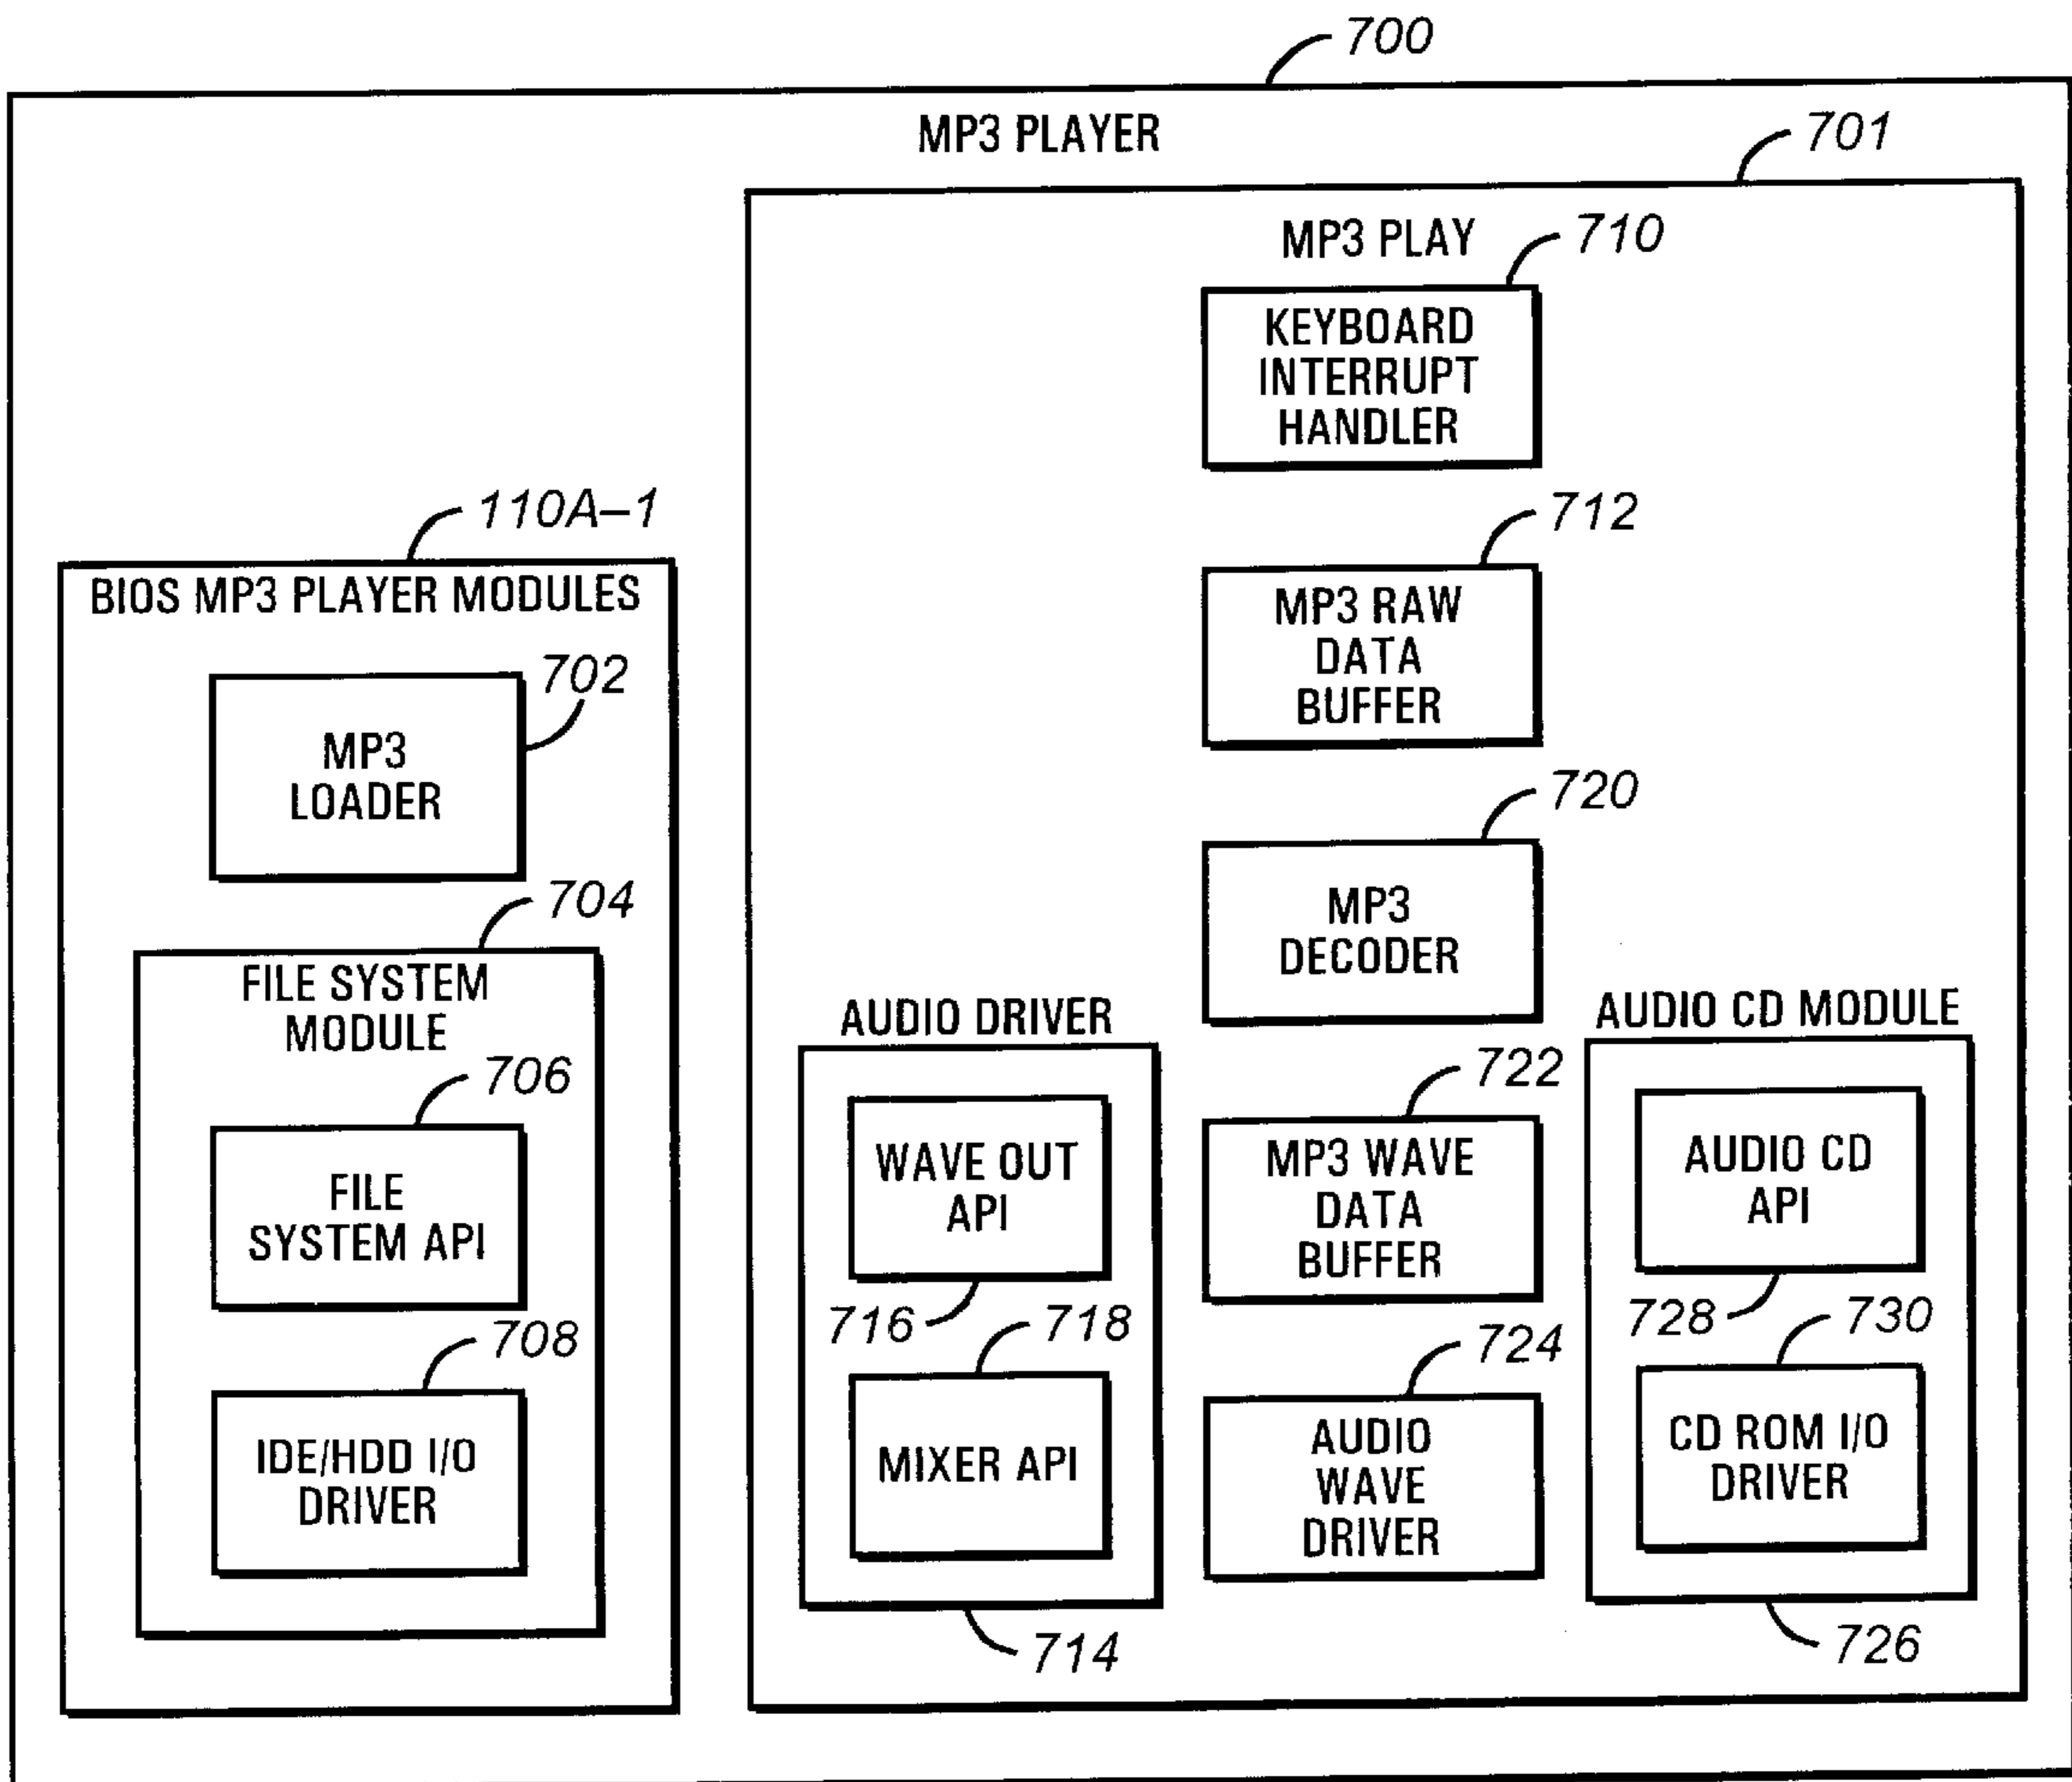 700
MP3 PLAYER
701
MP3 PLAY
710
KEYBOARD
INTERRUPT
HANDLER
110A–1
BIOS MP3 PLAYER MODULES
712
MP3 RAW
DATA
BUFFER
702
MP3
LOADER
720
MP3
DECODER
704
FILE SYSTEM
MODULE
706
FILE
SYSTEM API
708
IDE/HDD I/O
DRIVER
AUDIO DRIVER
WAVE OUT
API
716
718
MIXER API
714
722
MP3 WAVE
DATA
BUFFER
724
AUDIO
WAVE
DRIVER
AUDIO CD MODULE
AUDIO CD
API
728
730
CD ROM I/O
DRIVER
726